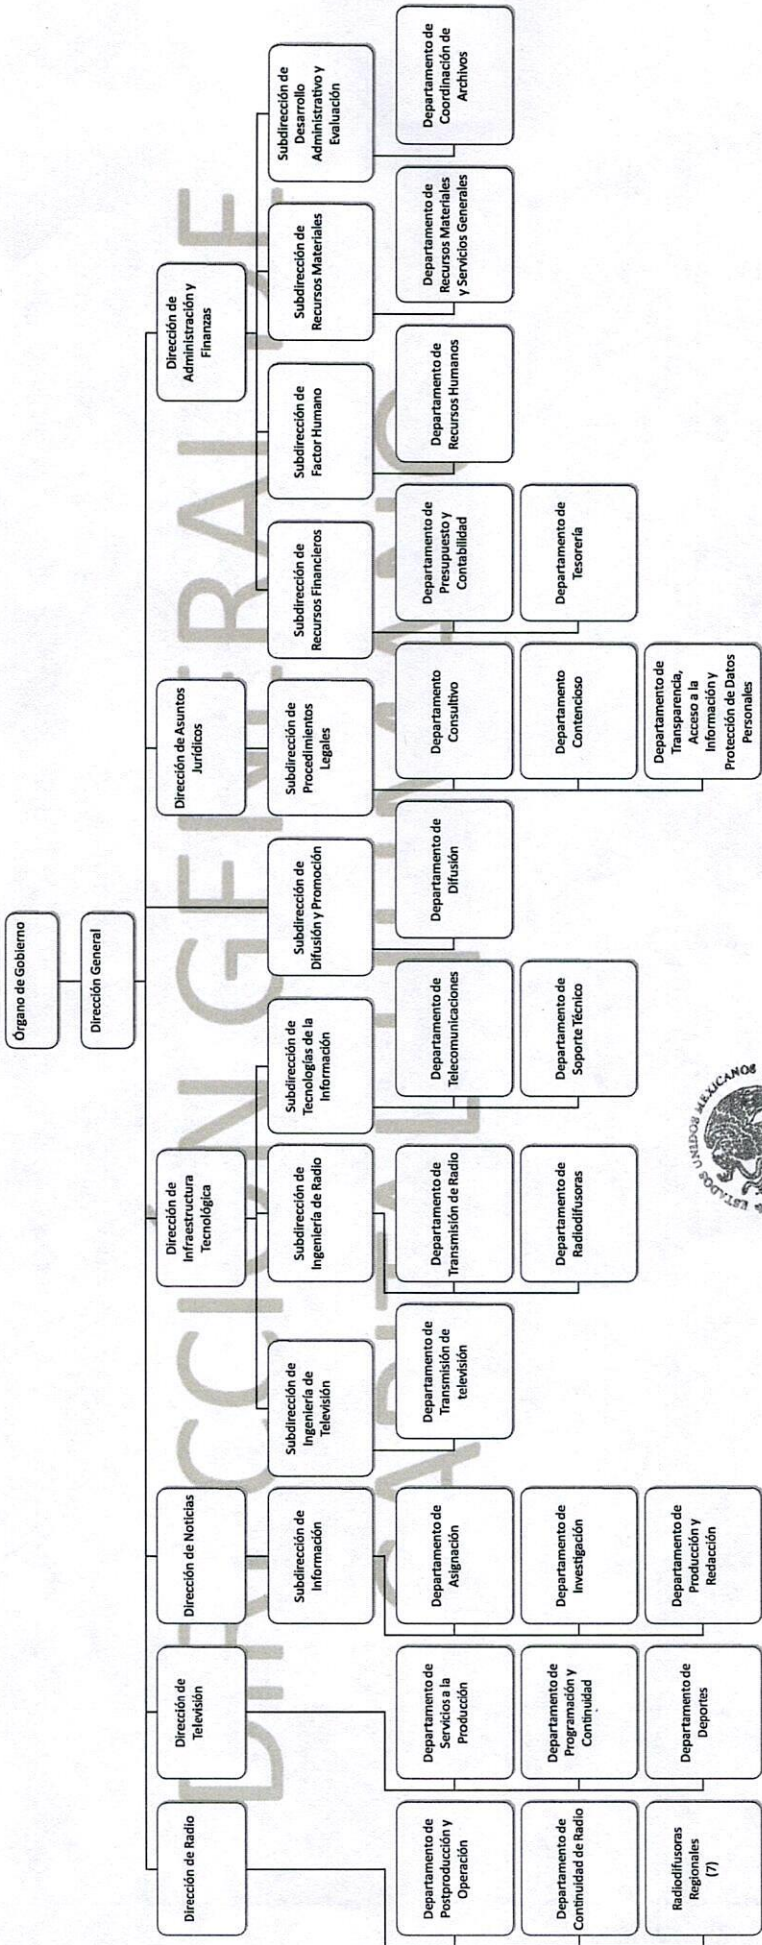 Órgano de Gobierno
Dirección General
Dirección de Radio
Dirección de
Televisión
Dirección de Noticias
Dirección de
Infraestructura
Tecnológica
Dirección de Asuntos
Jurídicos
Dirección de
Administración y
Finanzas
Subdirección de
Información
Subdirección de
Ingeniería de
Televisión
Subdirección de
Ingeniería de Radio
Subdirección de
Tecnologías de la
Información
Subdirección de
Difusión y Promoción
Subdirección de
Procedimientos
Legales
Subdirección de
Recursos Financieros
Subdirección de
Factor Humano
Subdirección de
Recursos Materiales
Subdirección de
Desarrollo
Administrativo y
Evaluación
Departamento de
Postproducción y
Operación
Departamento de
Servicios a la
Producción
Departamento de
Asignación
Departamento de
Transmisión de
televisión
Departamento de
Transmisión de Radio
Departamento de
Telecomunicaciones
Departamento de
Difusión
Departamento
Consultivo
Departamento de
Presupuesto y
Contabilidad
Departamento de
Recursos Humanos
Departamento de
Recursos Materiales
y Servicios Generales
Departamento de
Coordinación de
Archivos
Departamento de
Continuidad de Radio
Departamento de
Programación y
Continuidad
Departamento de
Investigación
Departamento de
Radiodifusoras
Departamento de
Soporte Técnico
Departamento
Contencioso
Departamento de
Tesorería
Radiodifusoras
Regionales
(7)
Departamento de
Deportes
Departamento de
Producción y
Redacción
Departamento de
Transparencia,
Acceso a la
Información y
Protección de Datos
Personales
DIRECCIÓN GENERAL DE
ESTADOS UNIDOS MEXICANOS